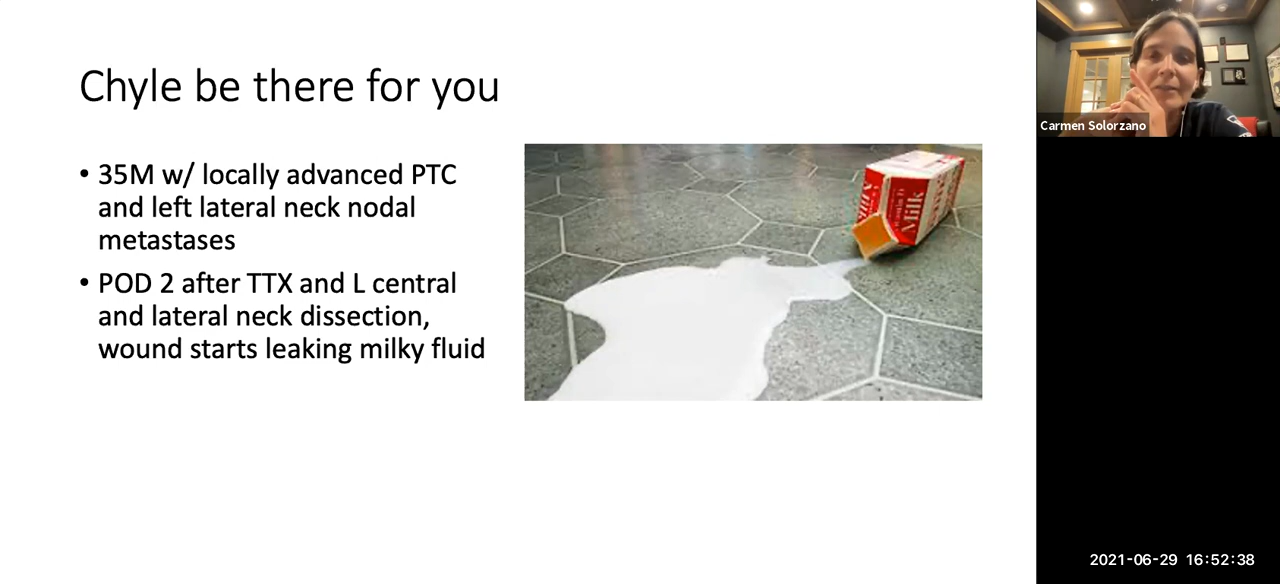 Chyle be there for you
• 35M w/ locally advanced PTC
and left lateral neck nodal
metastases
• POD 2 after TTX and L central
and lateral neck dissection,
wound starts leaking milky fluid
Milk
Carmen Solorzano
2021-06-29 16:52:38